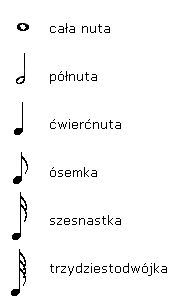 cała nuta
półnuta
ćwierćnuta
ósemka
szesnastka
trzydziestodwójka